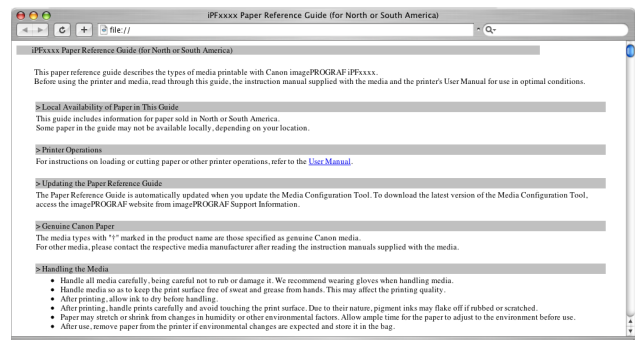 iPFxxxx Paper Reference Guide (for North or South America)
file://
iPFxxxx Paper Reference Guide (for North or South America)
This paper reference guide describes the types of media printable with Canon imagePROGRAF iPFxxxx.
Before using the printer and media, read through this guide, the instruction manual supplied with the media and the printer's User Manual for use in optimal conditions.
> Local Availability of Paper in This Guide
This guide includes information for paper sold in North or South America.
Some paper in the guide may not be available locally, depending on your location.
> Printer Operations
For instructions on loading or cutting paper or other printer operations, refer to the User Manual.
> Updating the Paper Reference Guide
The Paper Reference Guide is automatically updated when you update the Media Configuration Tool. To download the latest version of the Media Configuration Tool,
access the imagePROGRAF website from imagePROGRAF Support Information.
> Genuine Canon Paper
The media types with "†" marked in the product name are those specified as genuine Canon media.
For other media, please contact the respective media manufacturer after reading the instruction manuals supplied with the media.
> Handling the Media
• Handle all media carefully, being careful not to rub or damage it. We recommend wearing gloves when handling media.
• Handle media so as to keep the print surface free of sweat and grease from hands. This may affect the printing quality.
• After printing, allow ink to dry before handling.
• After printing, handle prints carefully and avoid touching the print surface. Due to their nature, pigment inks may flake off if rubbed or scratched.
• Paper may stretch or shrink from changes in humidity or other environmental factors. Allow ample time for the paper to adjust to the environment before use.
• After use, remove paper from the printer if environmental changes are expected and store it in the bag.